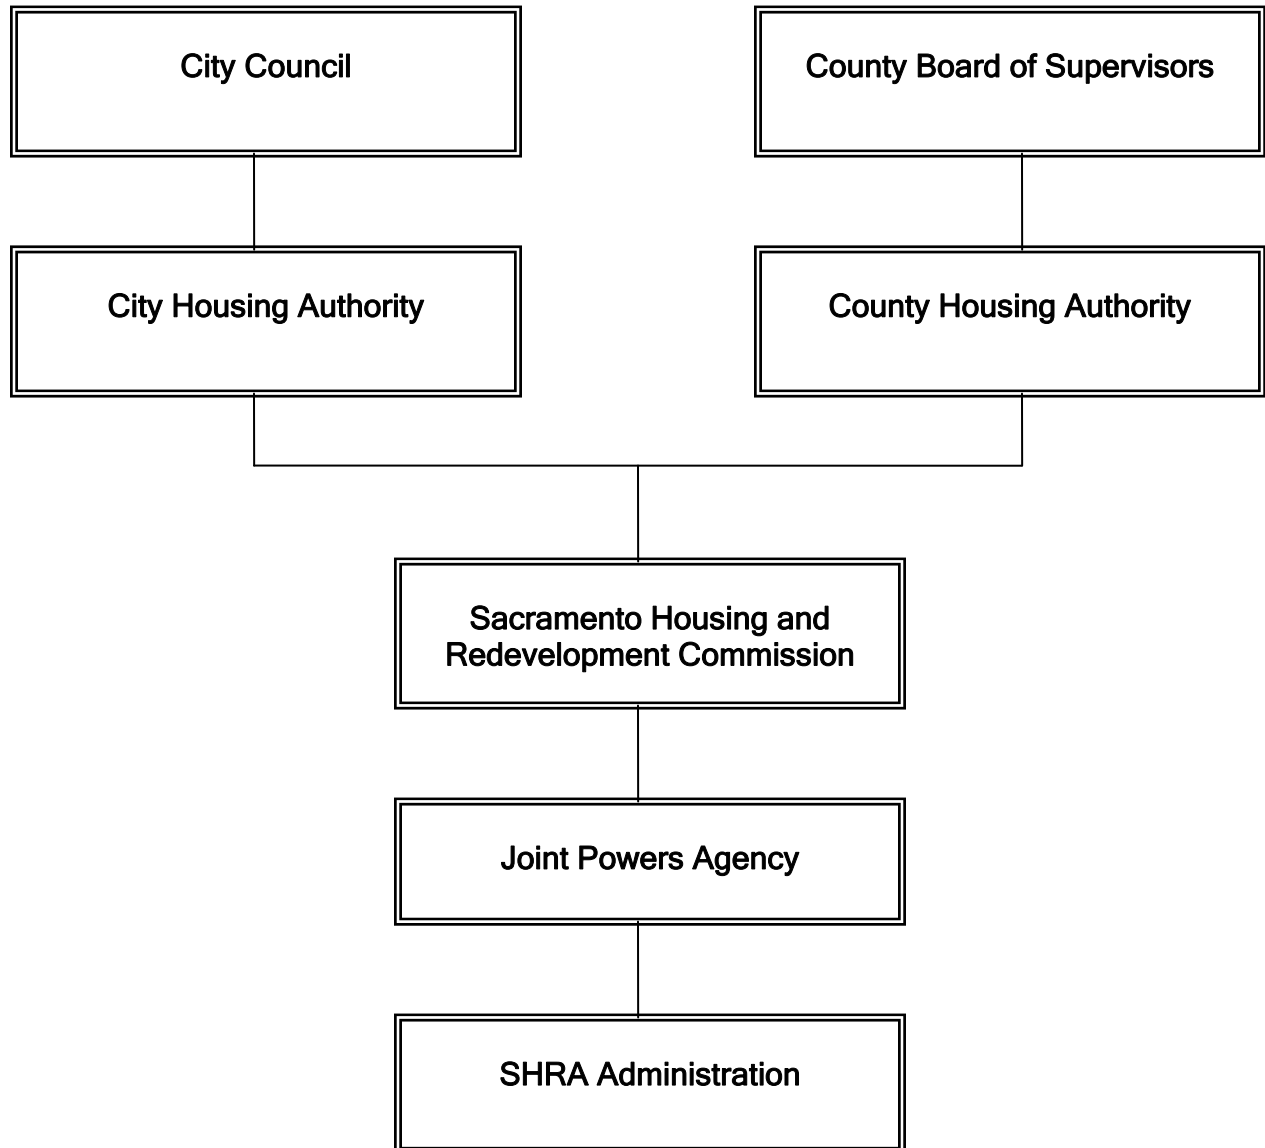 City Council
County Board of Supervisors
City Housing Authority
County Housing Authority
Sacramento Housing and
Redevelopment Commission
Joint Powers Agency
SHRA Administration